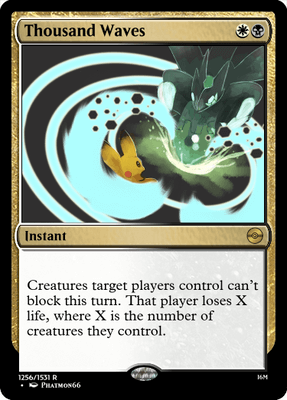 Thousand Waves
Instant
Creatures target players control can't
block this turn. That player loses X
life, where X is the number of
creatures they control.
1256/1531 R
16M
• Phatmon66